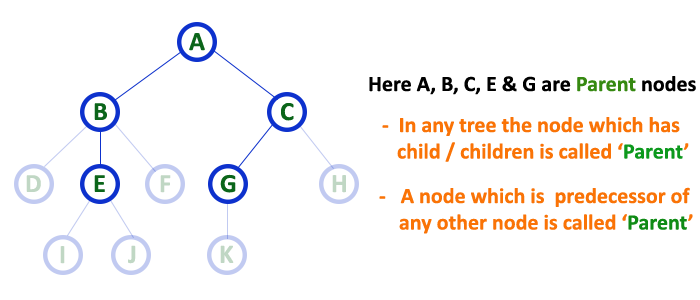 A
B
C
D
E
F
G
H
I
J
K
Here A, B, C, E & G are Parent nodes
- In any tree the node which has
child / children is called ‘Parent’
- A node which is predecessor of
any other node is called ‘Parent’